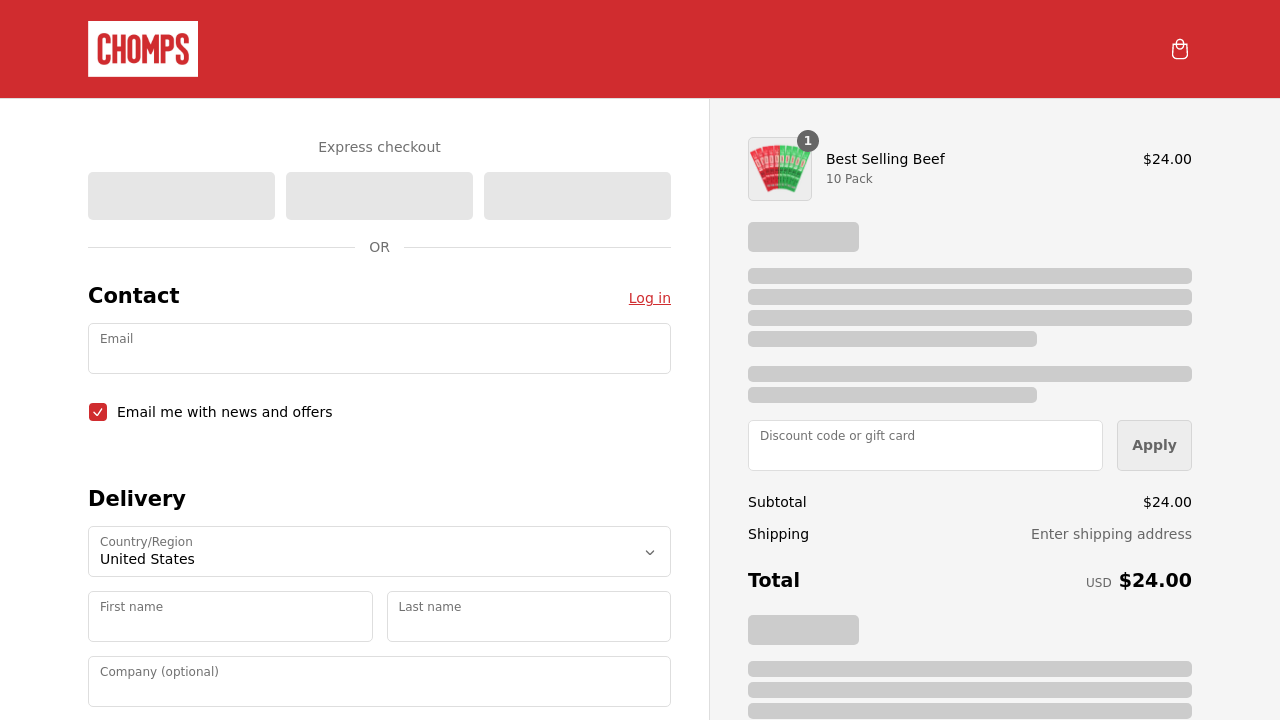 CHOMPS
Express checkout
OR
Contact
Log in
Email
Email me with news and offers
Delivery
Country/Region
United States
First name
Last name
Company (optional)
1
Best Selling Beef
$24.00
10 Pack
Discount code or gift card
Apply
Subtotal
$24.00
Shipping
Enter shipping address
Total
USD $24.00